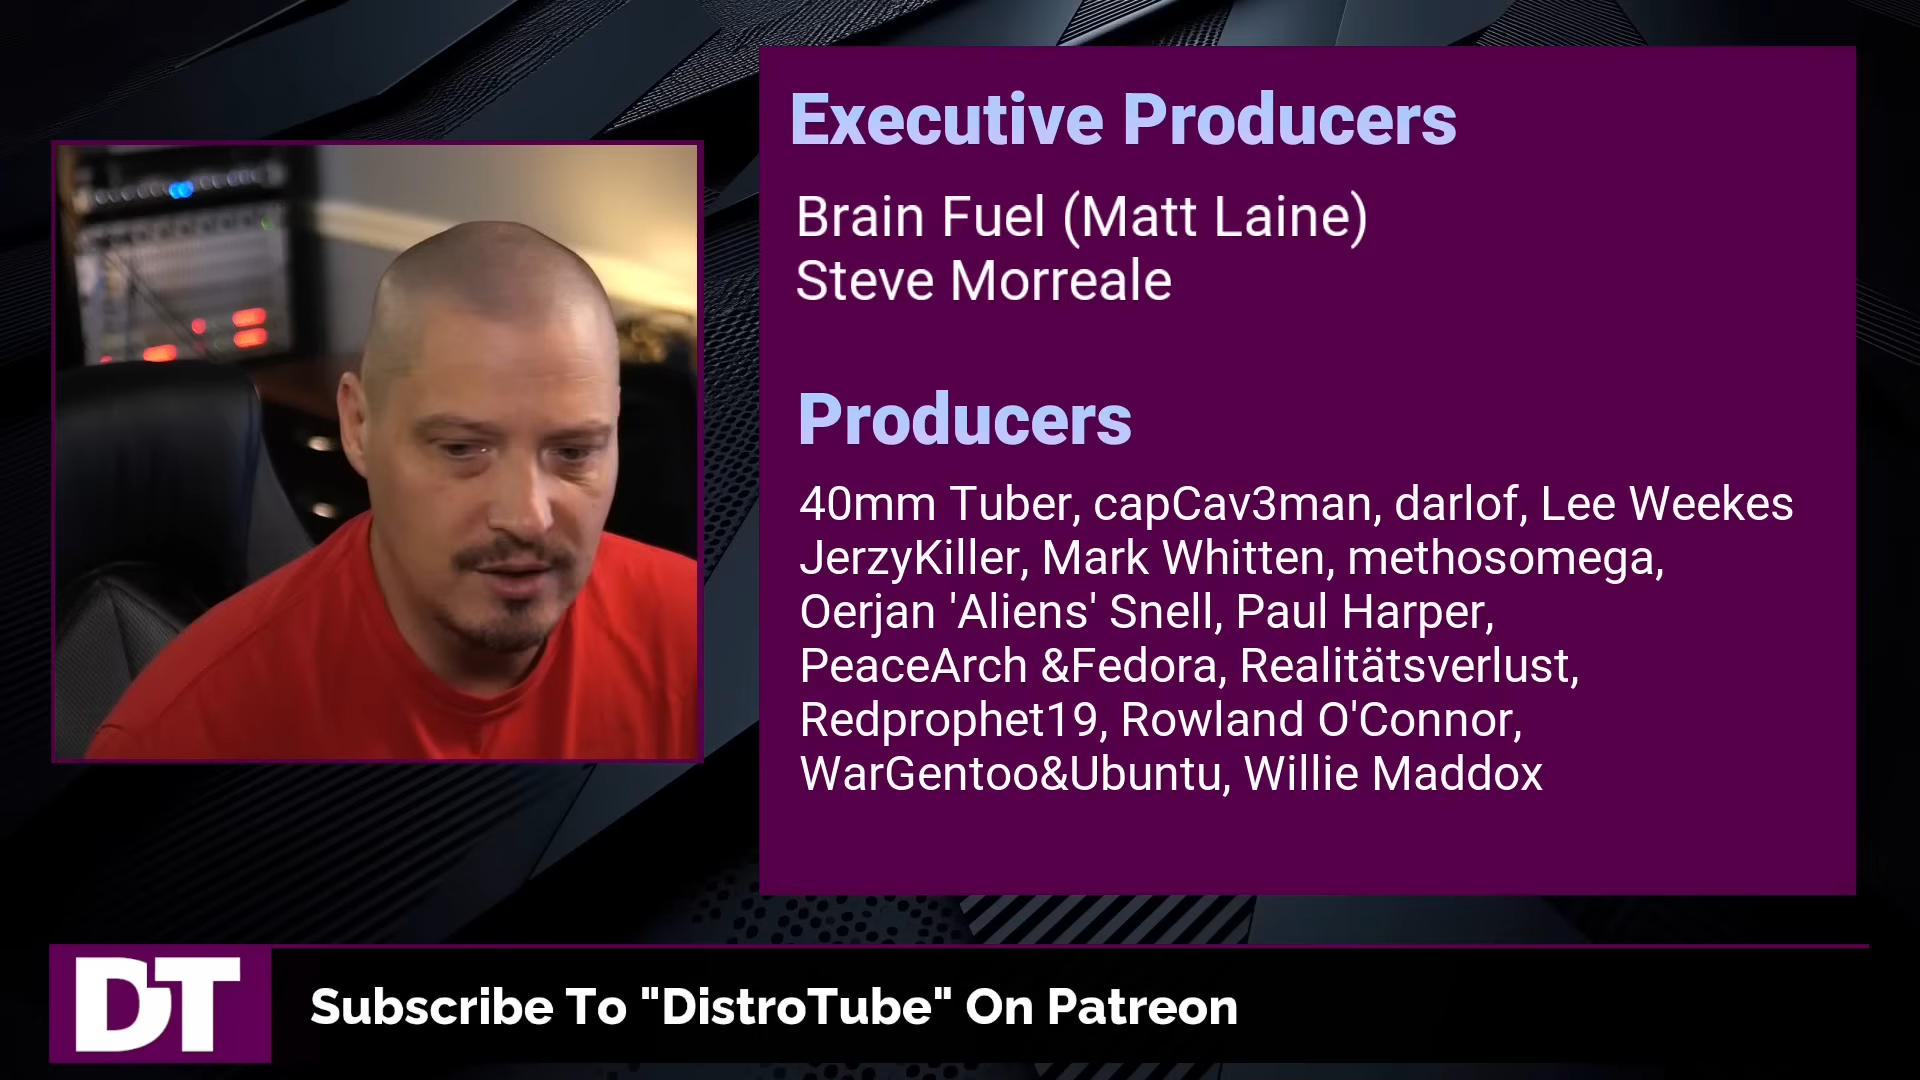 Executive Producers
Brain Fuel (Matt Laine)
Steve Morreale
Producers
40mm Tuber, capCav3man, darlof, Lee Weekes
JerzyKiller, Mark Whitten, methosomega,
Oerjan 'Aliens' Snell, Paul Harper,
PeaceArch &Fedora, Realitätsverlust,
Redprophet19, Rowland O'Connor,
WarGentoo&Ubuntu, Willie Maddox
DT
Subscribe To "DistroTube" On Patreon